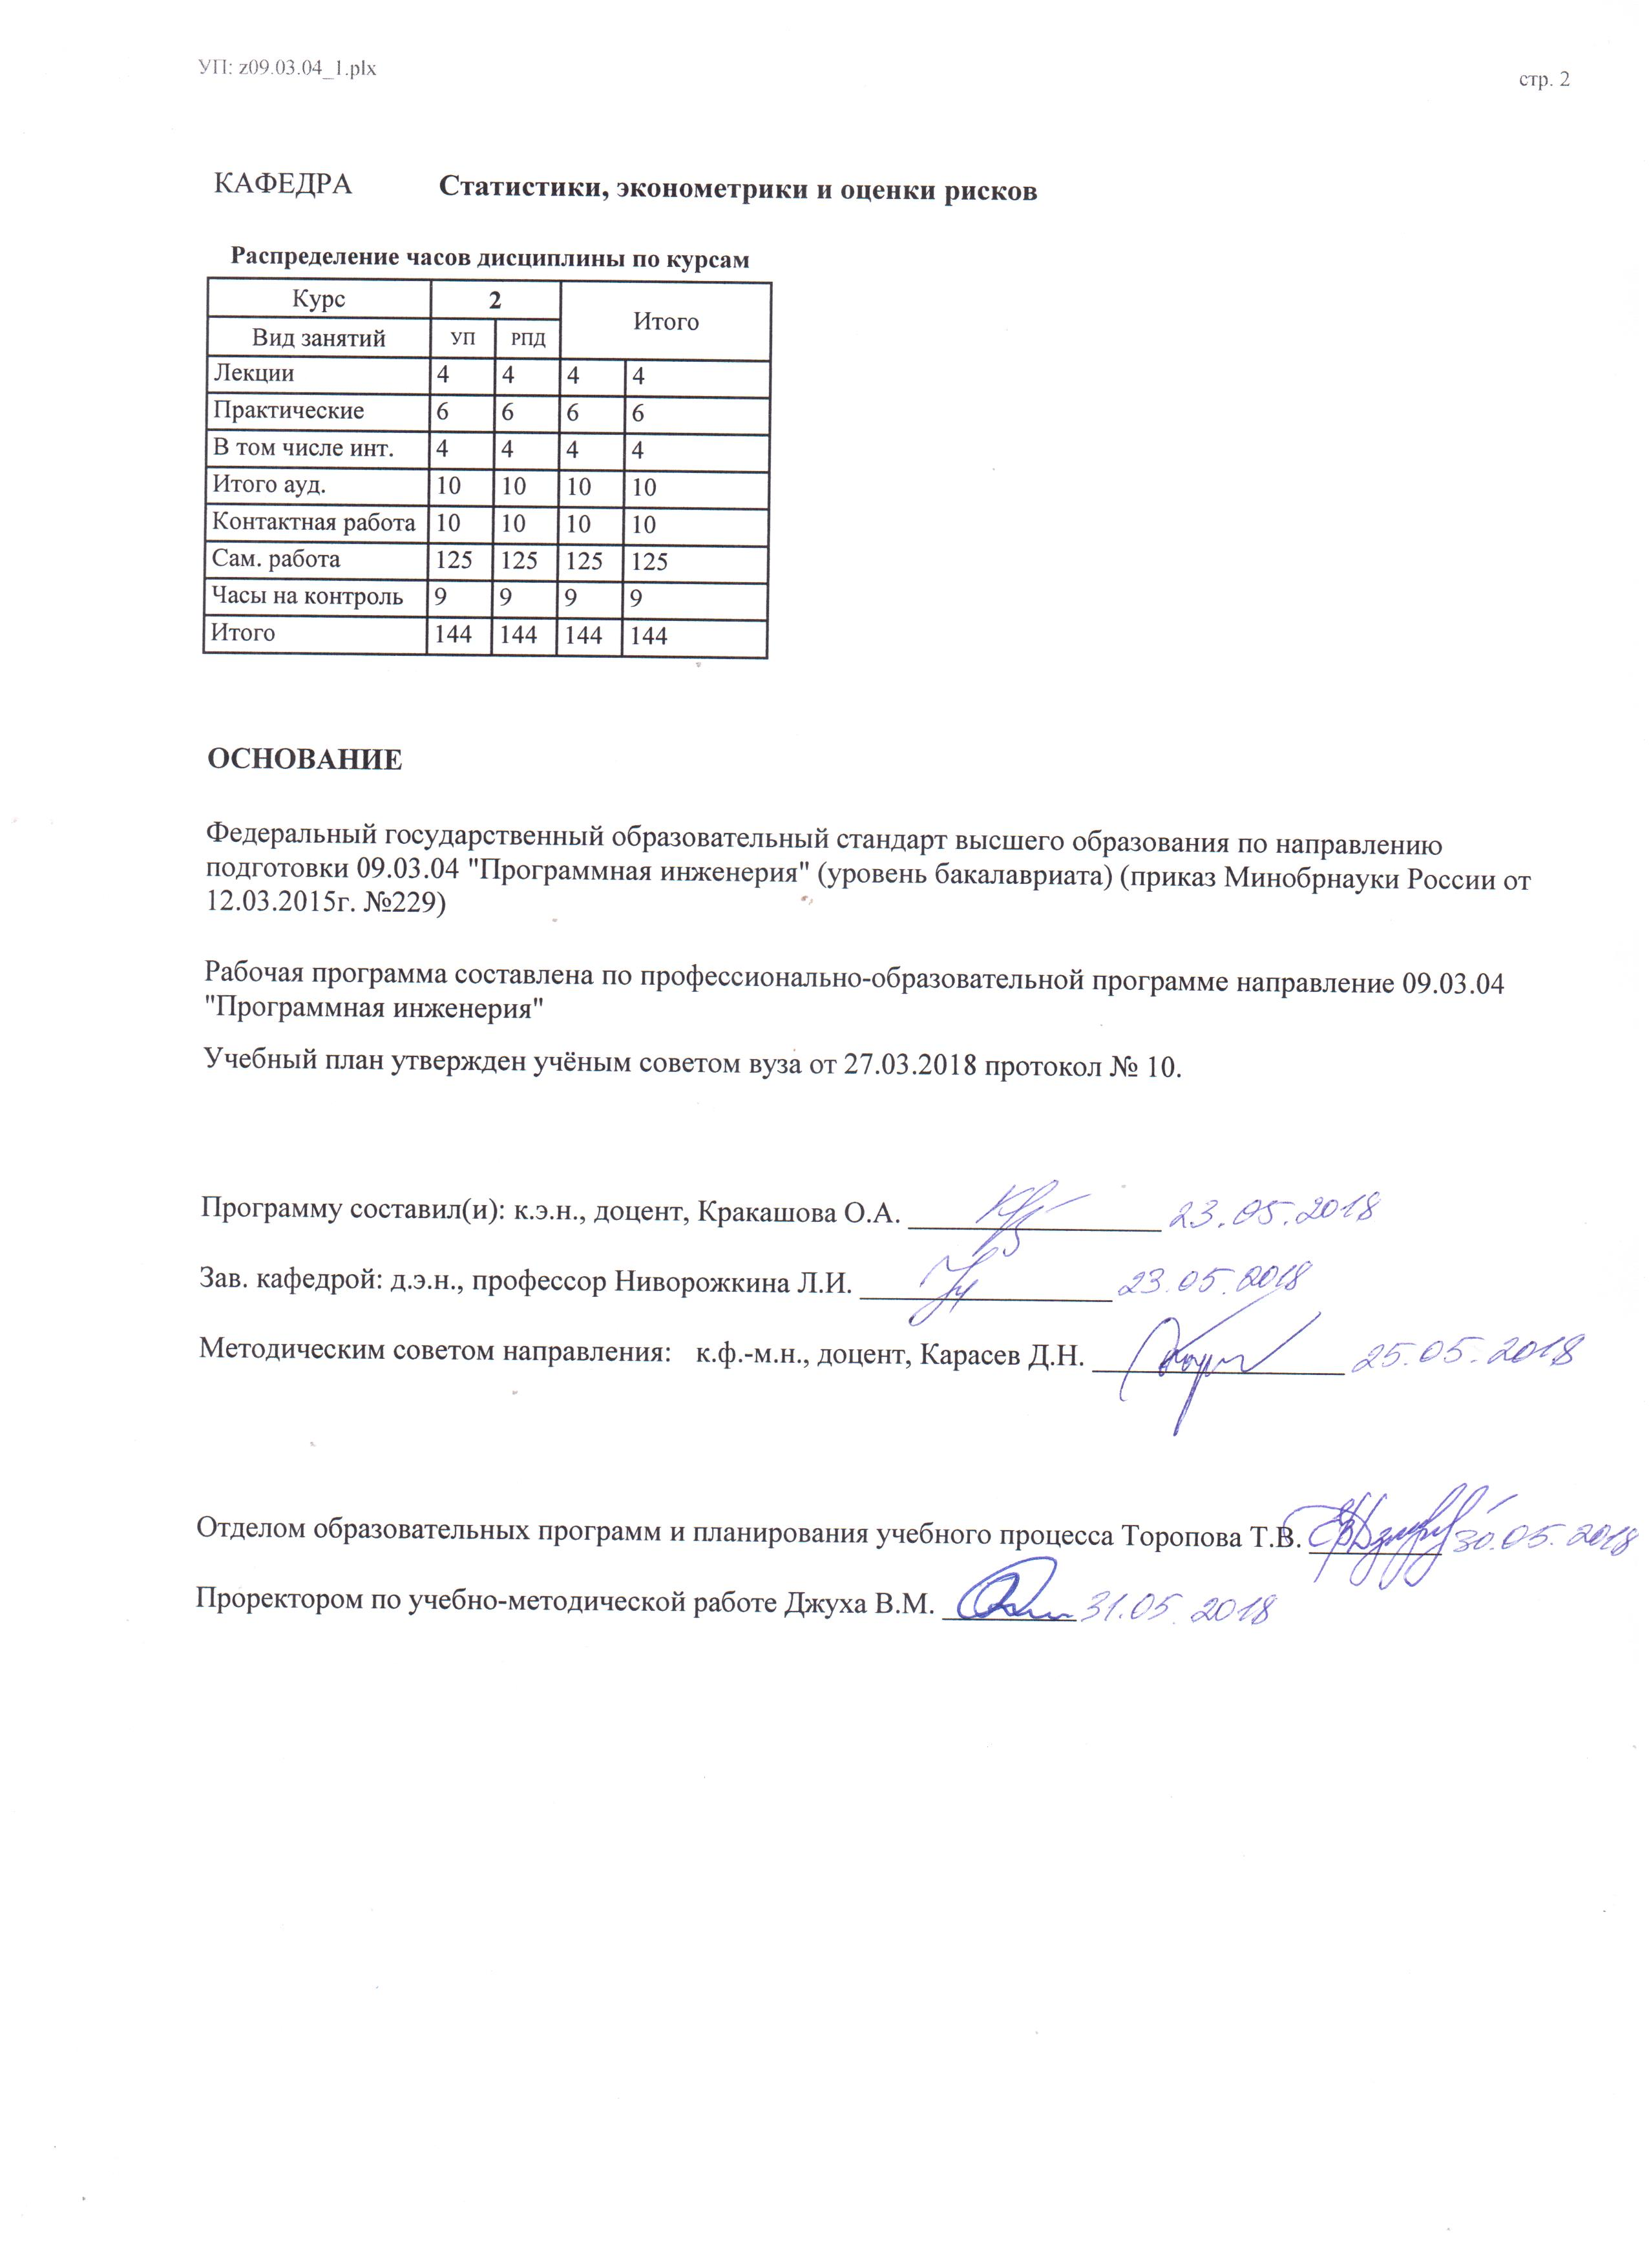 УП: z09.03.04_1.plx
стр. 2
КАФЕДРА Статистики, эконометрики и оценки рисков
Распределение часов дисциплины по курсам
Курс 2 Итого
Вид занятий УП РПД
Лекции 4 4 4 4
Практические 6 6 6 6
В том числе инт. 4 4 4 4
Итого ауд. 10 10 10 10
Контактная работа 10 10 10 10
Сам. работа 125 125 125 125
Часы на контроль 9 9 9 9
Итого 144 144 144 144
ОСНОВАНИЕ
Федеральный государственный образовательный стандарт высшего образования по направлению
подготовки 09.03.04 "Программная инженерия" (уровень бакалавриата) (приказ Минобрнауки России от
12.03.2015г. №229)
Рабочая программа составлена по профессионально-образовательной программе направление 09.03.04
"Программная инженерия"
Учебный план утвержден учёным советом вуза от 27.03.2018 протокол № 10.
Программу составил(и): к.э.н., доцент, Кракашова О.А. 23.05.2018
Зав. кафедрой: д.э.н., профессор Ниворожкина Л.И. 23.05.2018
Методическим советом направления: к.ф.-м.н., доцент, Карасев Д.Н. 25.05.2018
Отделом образовательных программ и планирования учебного процесса Торопова Т.В. 30.05.2018
Проректором по учебно-методической работе Джуха В.М. 31.05.2018